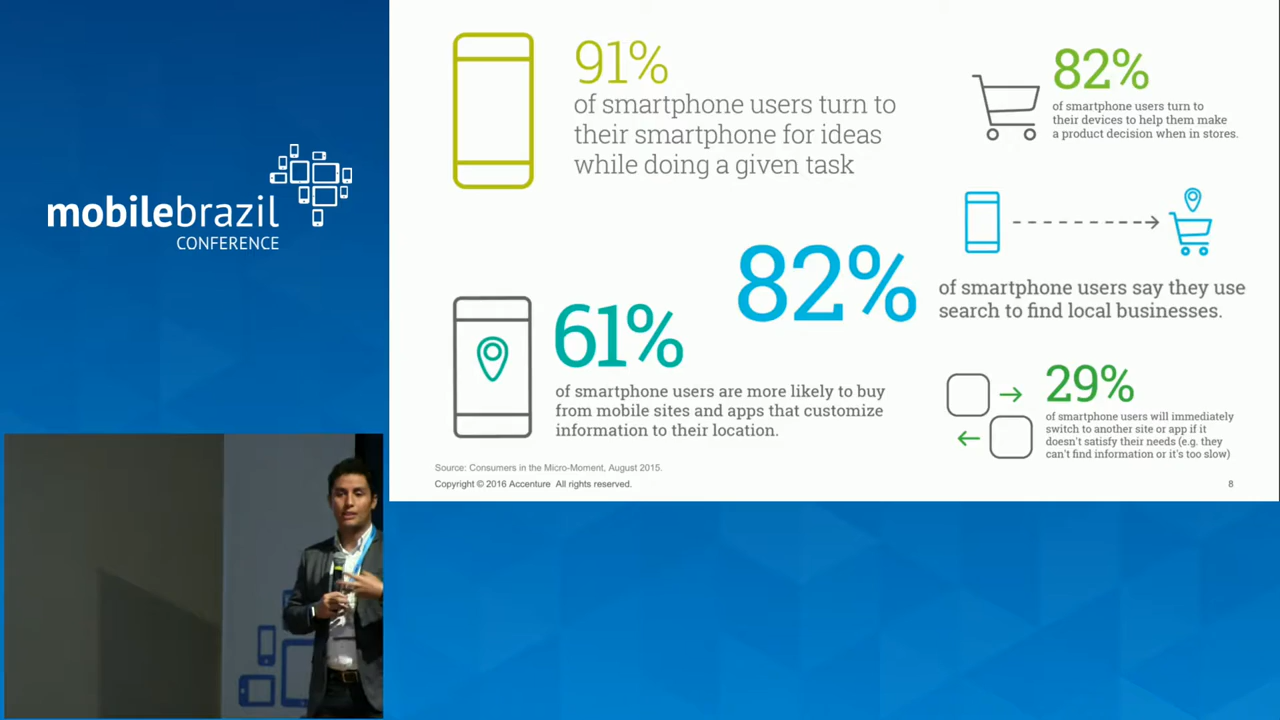 mobilebrazil
CONFERENCE
91%
of smartphone users turn to
their smartphone for ideas
while doing a given task
82%
of smartphone users turn to
their devices to help them make
a product decision when in stores.
82%
of smartphone users say they use
search to find local businesses.
61%
of smartphone users are more likely to buy
from mobile sites and apps that customize
information to their location.
29%
of smartphone users will immediately
switch to another site or app if it
doesn't satisfy their needs (e.g. they
can't find information or it's too slow)
Source: Consumers in the Micro-Moment, August 2015.
Copyright © 2016 Accenture All rights reserved.
8